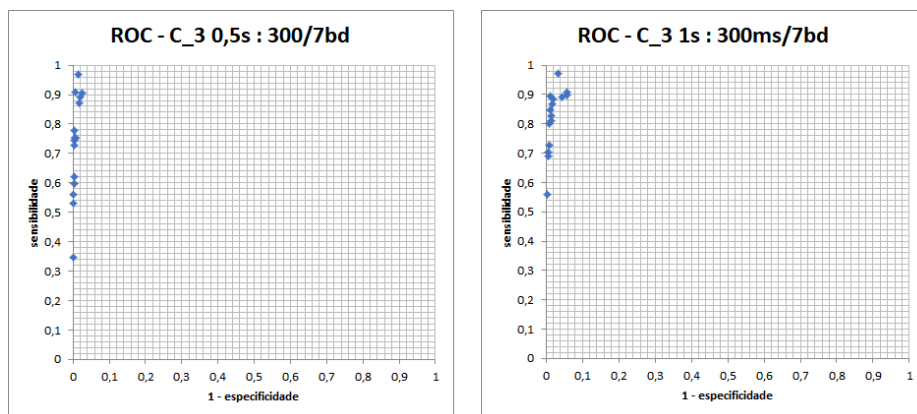 ROC - C_3 0,5s : 300/7bd
1
0,9
0,8
0,7
0,6
0,5
0,4
0,3
0,2
0,1
0
sensibilidade
0 0,1 0,2 0,3 0,4 0,5 0,6 0,7 0,8 0,9 1
1 - especificidade
ROC - C_3 1s : 300ms/7bd
1
0,9
0,8
0,7
0,6
0,5
0,4
0,3
0,2
0,1
0
sensibilidade
0 0,1 0,2 0,3 0,4 0,5 0,6 0,7 0,8 0,9 1
1 - especificidade